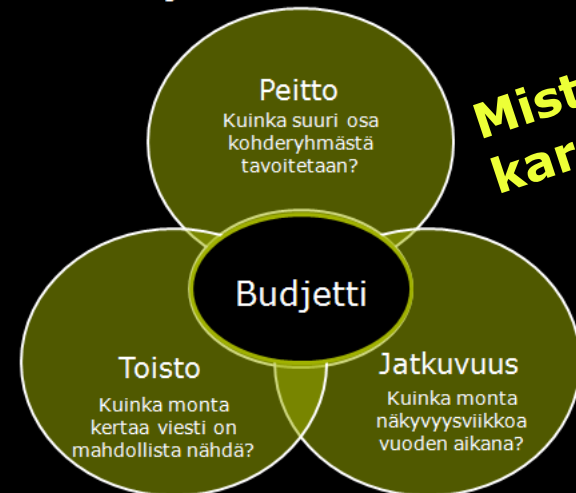 Peitto
Kuinka suuri osa
kohderyhmästä
tavoitetaan?
Budjetti
Toisto
Kuinka monta
kertaa viesti on
mahdollista nähdä?
Jatkuvuus
Kuinka monta
näkyvyysviikkoa
vuoden aikana?